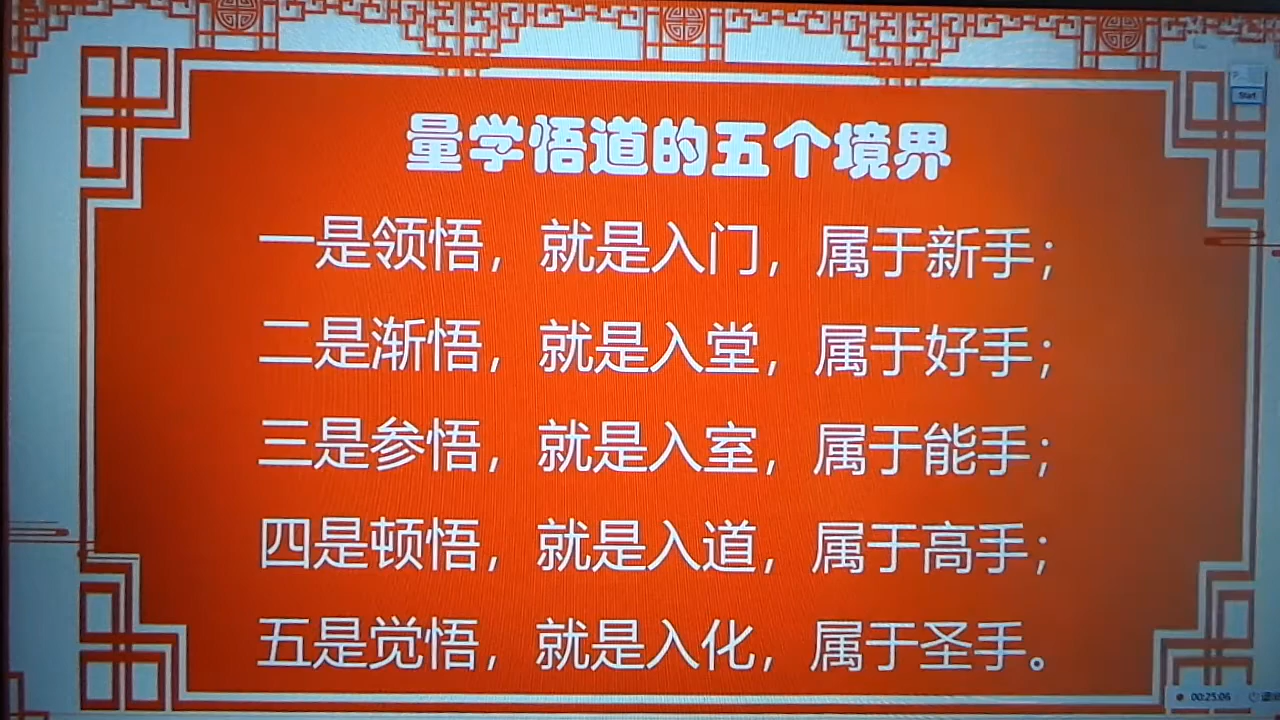 量学悟道的五个境界
一是领悟，就是入门，属于新手；
二是渐悟，就是入堂，属于好手；
三是参悟，就是入室，属于能手；
四是顿悟，就是入道，属于高手；
五是觉悟，就是入化，属于圣手。
00:25:06